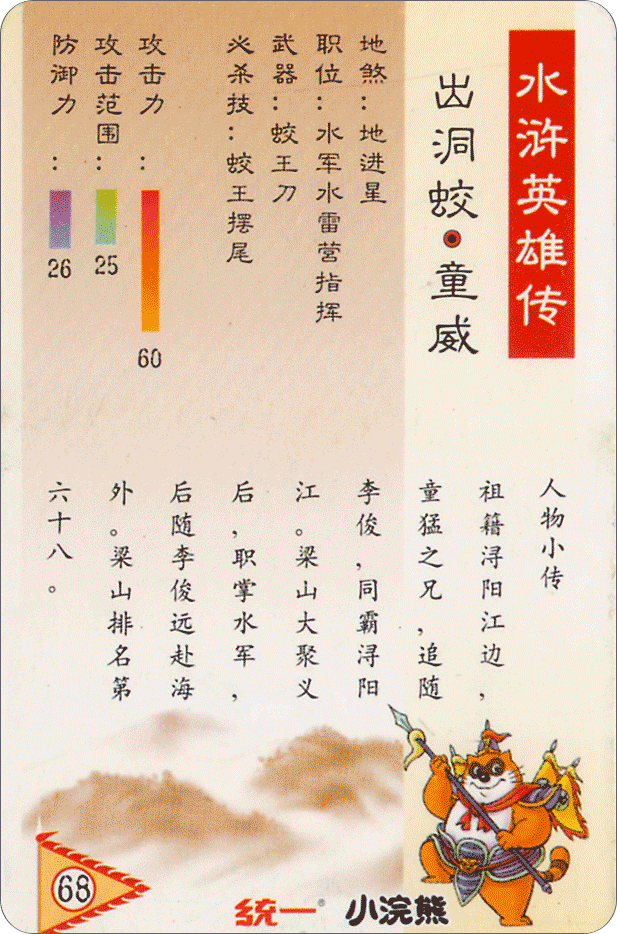 水浒英雄传
出洞蛟·童威
地煞：地进星
职位：水军水雷营指挥
武器：蛟王刀
必杀技：蛟王摆尾
攻击力：
60
攻击范围：
25
防御力：
26
人物小传
祖籍浔阳江边，
童猛之兄，追随
李俊，同霸浔阳
江。梁山大聚义
后，职掌水军，
后随李俊远赴海
外。梁山排名第
六十八。
68
统一®
小浣熊